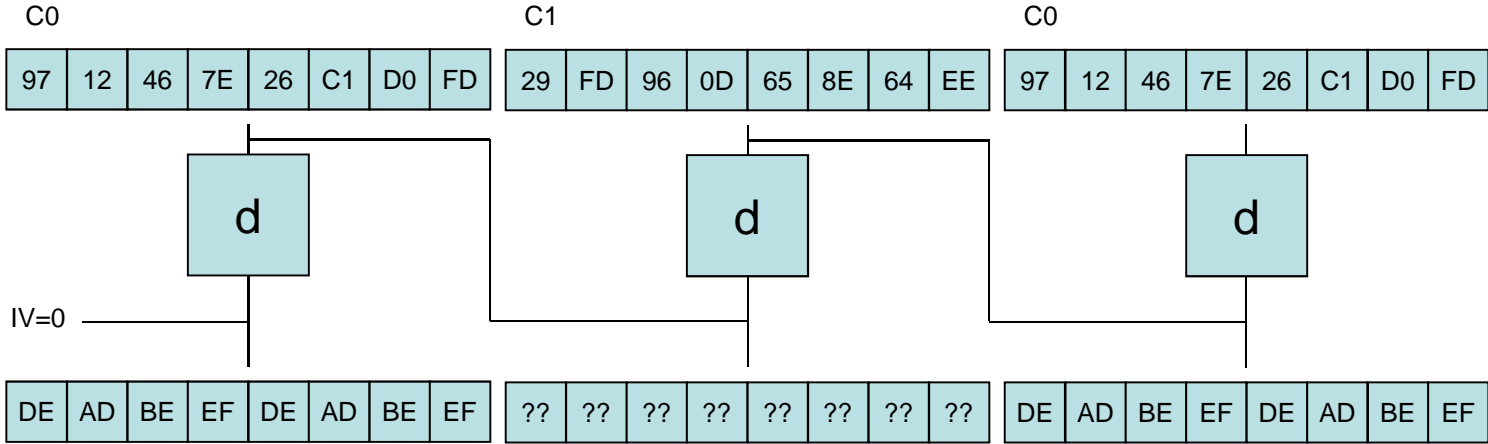 C0 C1 C0
97 12 46 7E 26 C1 D0 FD 29 FD 96 0D 65 8E 64 EE 97 12 46 7E 26 C1 D0 FD
d d d
IV=0
DE AD BE EF DE AD BE EF ?? ?? ?? ?? ?? ?? ?? ?? DE AD BE EF DE AD BE EF